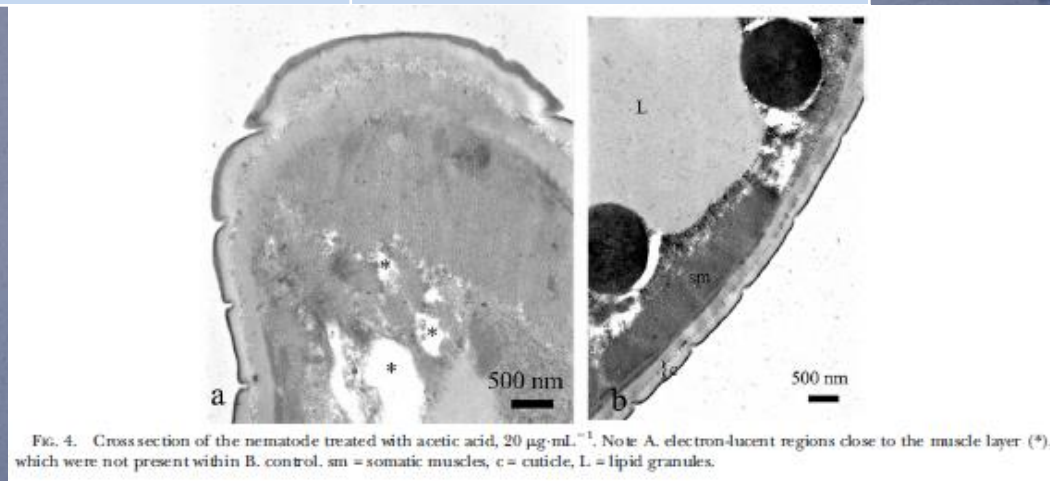 L
*
sm
*
*
500 nm
500 nm
c
a
b
FIG. 4. Cross section of the nematode treated with acetic acid, 20 μg·mL⁻¹. Note A. electron-lucent regions close to the muscle layer (*)
which were not present within B. control. sm = somatic muscles, c = cuticle, L = lipid granules.